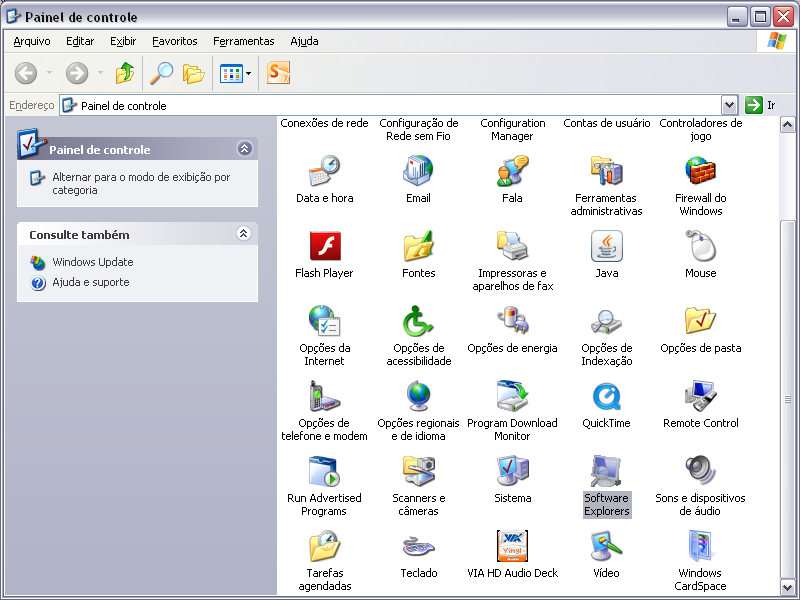 Painel de controle
Arquivo Editar Exibir Favoritos Ferramentas Ajuda
S
Endereço Painel de controle Ir
Painel de controle
Alternar para o modo de exibição por
categoria
Consulte também
Windows Update
Ajuda e suporte
Conexões de rede
Configuração de
Rede sem Fio
Configuration
Manager
Contas de usuário
Controladores de
jogo
Data e hora
Email
Fala
Ferramentas
administrativas
Firewall do
Windows
Flash Player
Fontes
Impressoras e
aparelhos de fax
Java
Mouse
Opções da
Internet
Opções de
acessibilidade
Opções de energia
Opções de
Indexação
Opções de pasta
Opções de
telefone e modem
Opções regionais
e de idioma
Program Download
Monitor
QuickTime
Remote Control
Run Advertised
Programs
Scanners e
câmeras
Sistema
Software
Explorers
Sons e dispositivos
de áudio
Tarefas
agendadas
Teclado
VIA
Vinyl
Audio
VIA HD Audio Deck
Vídeo
Windows
CardSpace